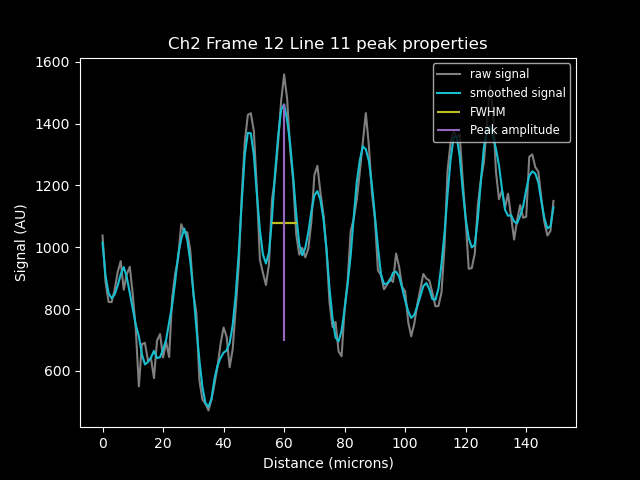 Ch2 Frame 12 Line 11 peak properties
raw signal
smoothed signal
FWHM
Peak amplitude
Signal (AU)
1600
1400
1200
1000
800
600
0 20 40 60 80 100 120 140
Distance (microns)